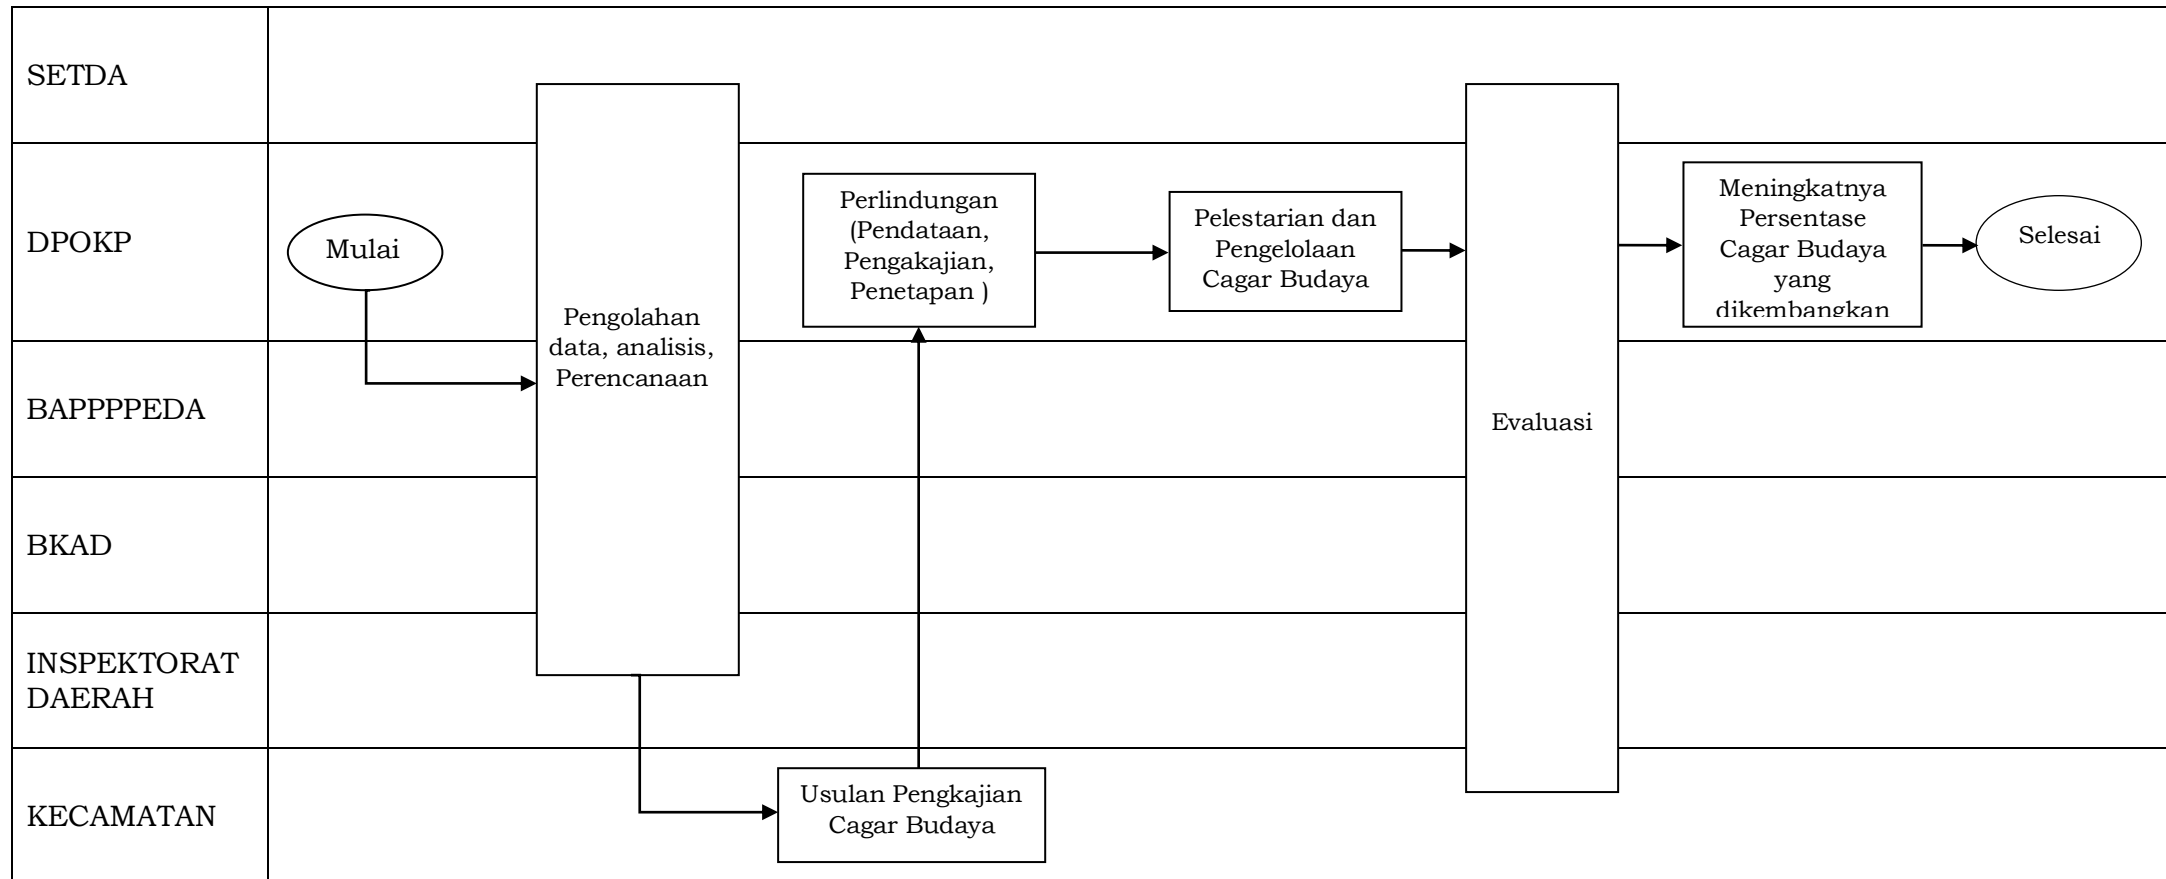 SETDA
DPOKP
Mulai
Pengolahan
data, analisis,
Perencanaan
Perlindungan
(Pendataan,
Pengakajian,
Penetapan )
Pelestarian dan
Pengelolaan
Cagar Budaya
Evaluasi
Meningkatnya
Persentase
Cagar Budaya
yang
dikembangkan
Selesai
BAPPPPEDA
BKAD
INSPEKTORAT
DAERAH
KECAMATAN
Usulan Pengkajian
Cagar Budaya